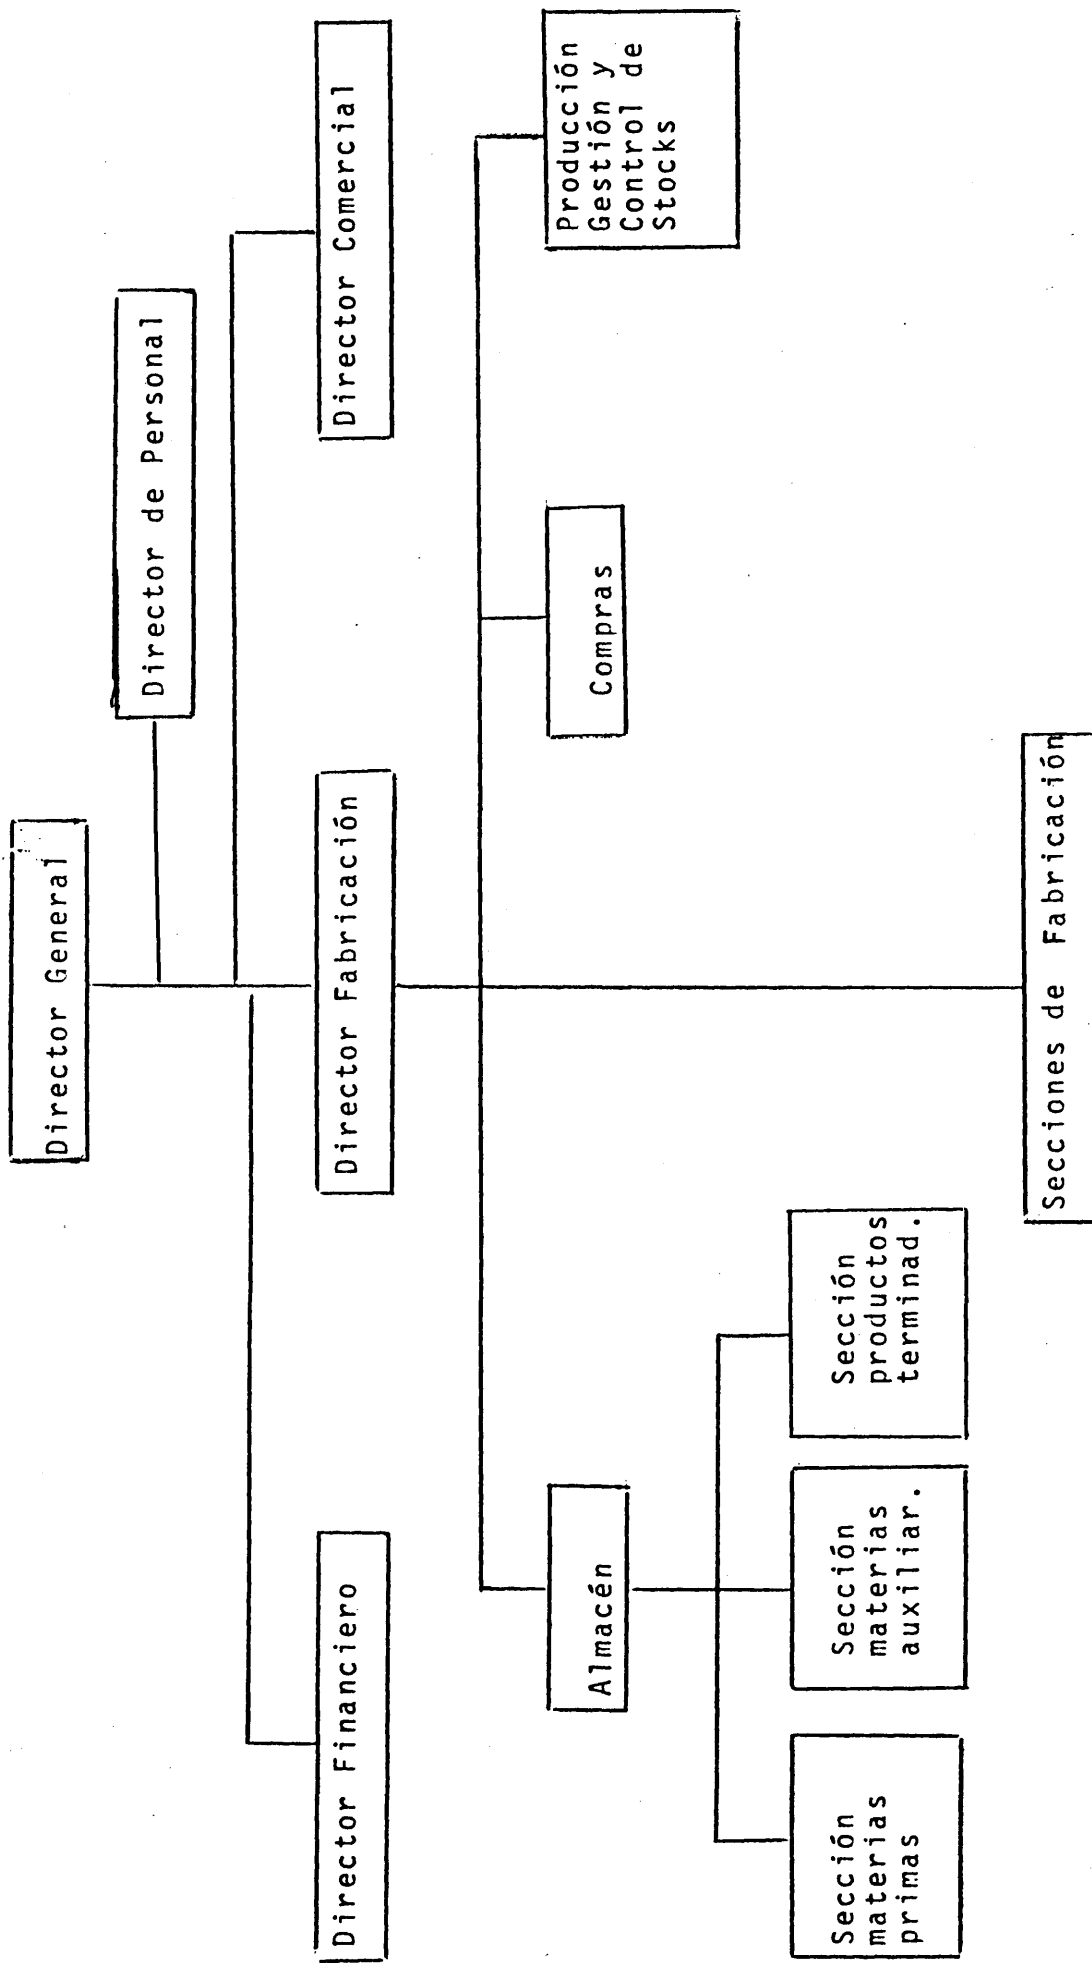 Director General
Director de Personal
Director Financiero
Director Fabricación
Director Comercial
Almacén
Compras
Producción
Gestión y
Control de
Stocks
Sección
materias
primas
Sección
materias
auxiliar.
Sección
productos
terminad.
Secciones de Fabricación